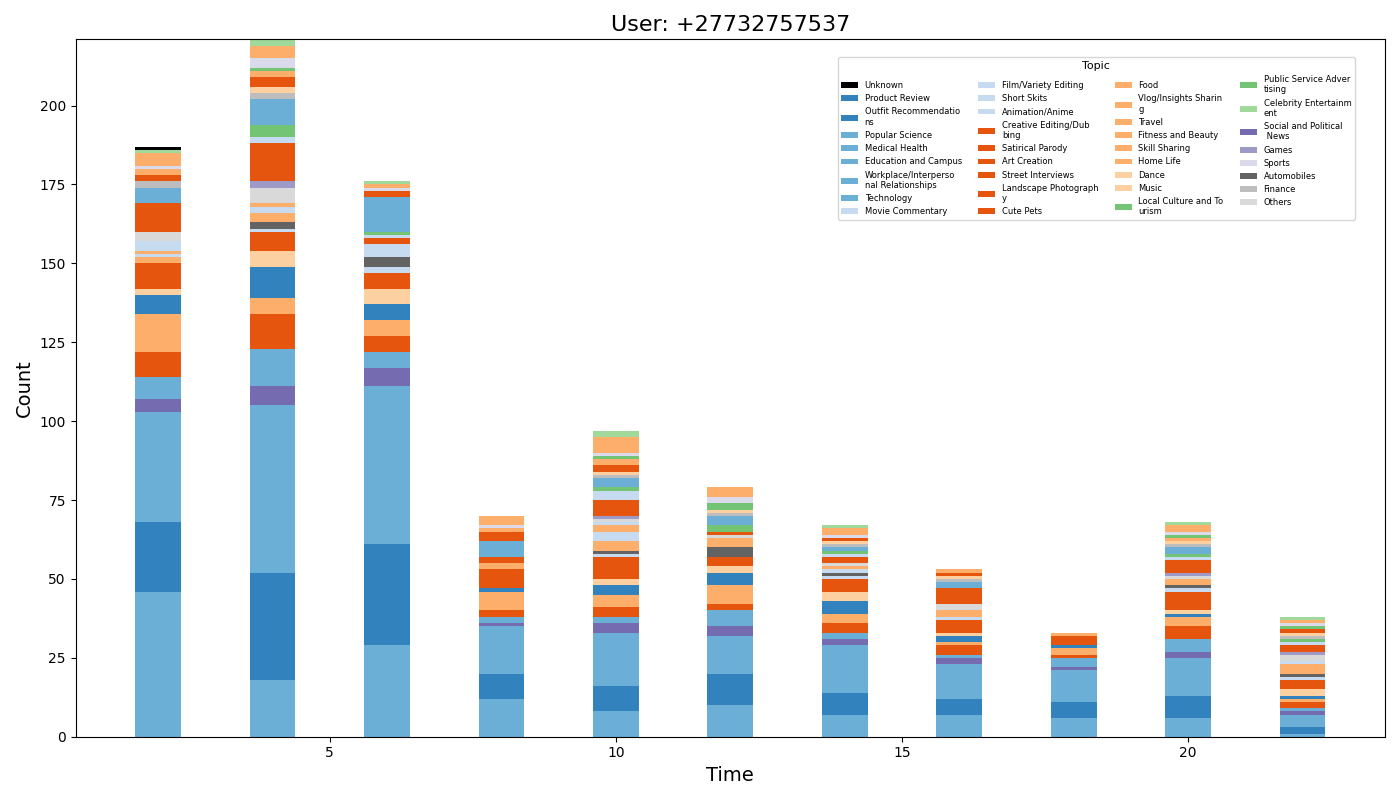 User: +27732757537
Topic
Unknown
Product Review
Outfit Recommendatio
ns
Popular Science
Medical Health
Education and Campus
Workplace/Interperso
nal Relationships
Technology
Movie Commentary
Film/Variety Editing
Short Skits
Animation/Anime
Creative Editing/Dub
bing
Satirical Parody
Art Creation
Street Interviews
Landscape Photograph
y
Cute Pets
Food
Vlog/Insights Sharin
g
Travel
Fitness and Beauty
Skill Sharing
Home Life
Dance
Music
Local Culture and To
urism
Public Service Adver
tising
Celebrity Entertainm
ent
Social and Political
News
Games
Sports
Automobiles
Finance
Others
Count
200
175
150
125
100
75
50
25
0
5
10
15
20
Time